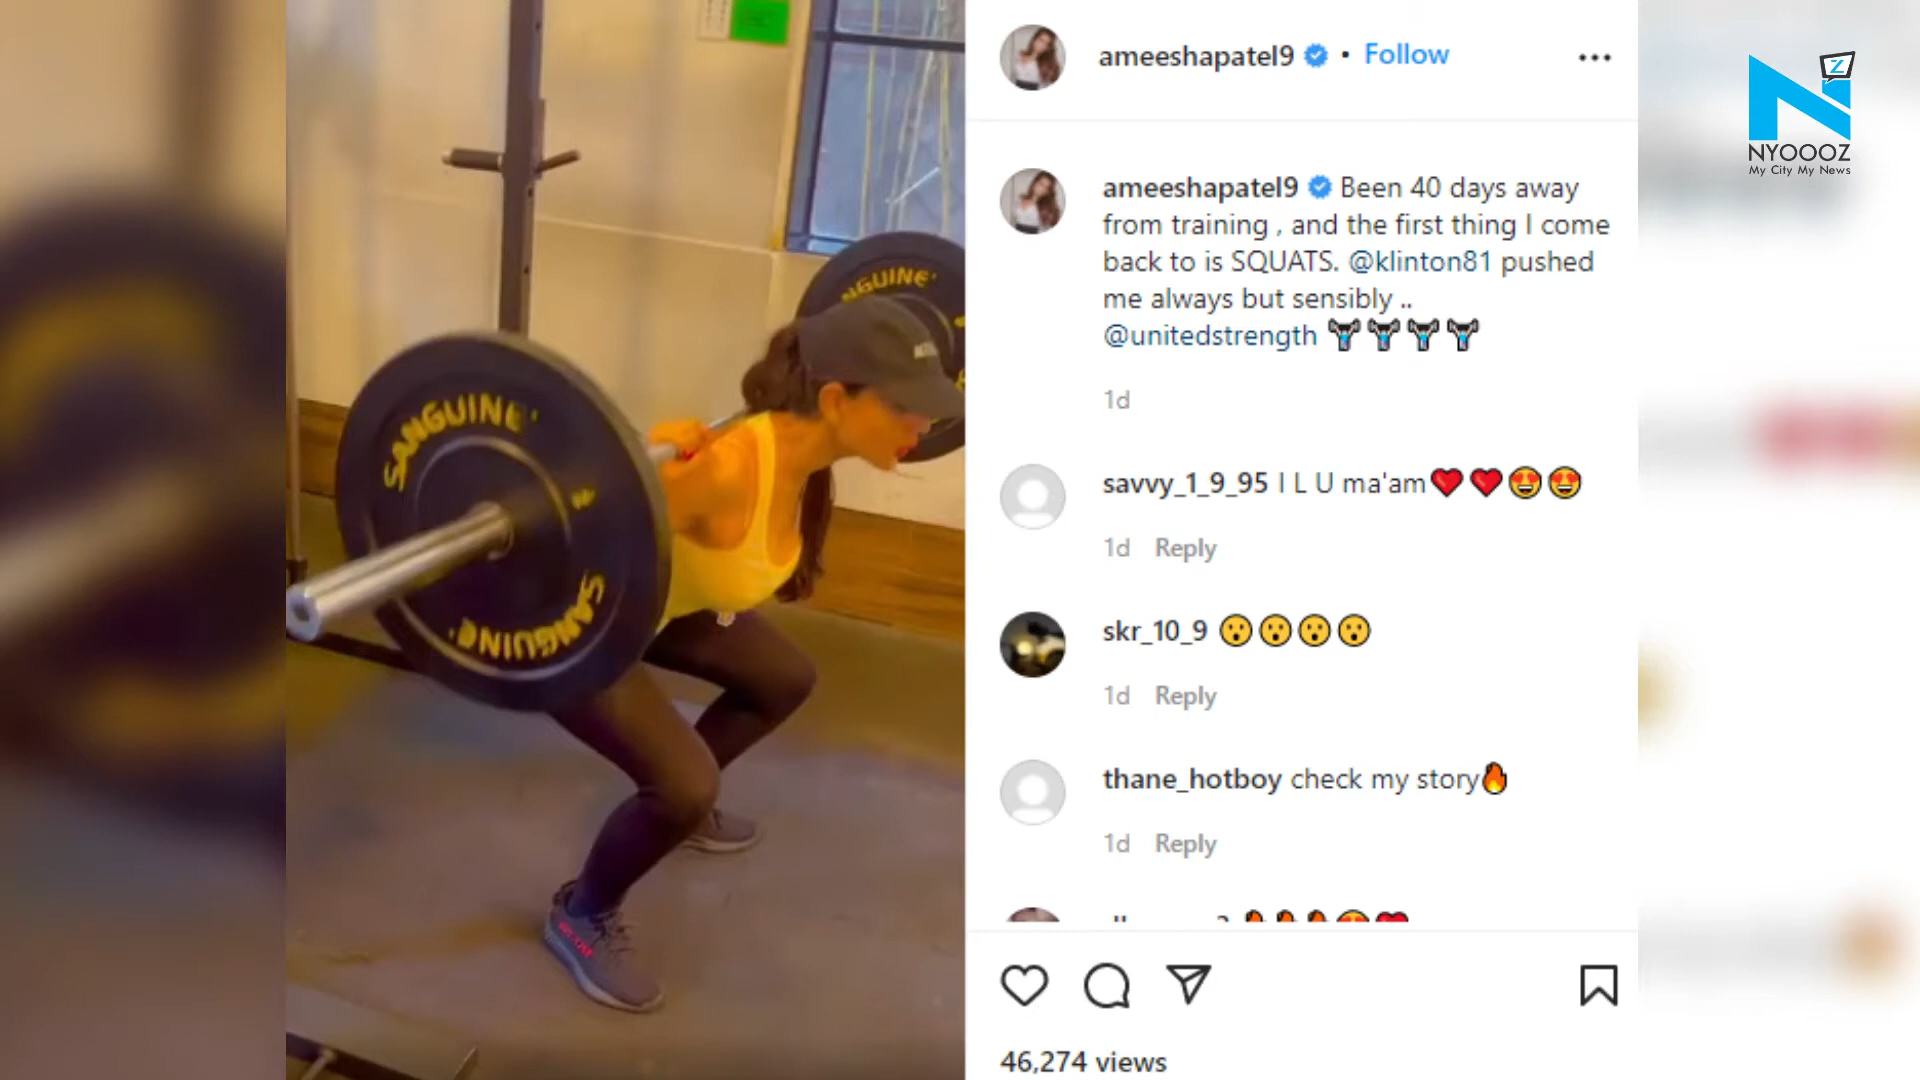 SANGUINE
SANGUINE
NGUINE
ameeshapatel9 • Follow
ameeshapatel9 Been 40 days away
from training , and the first thing I come
back to is SQUATS. @klinton81 pushed
me always but sensibly ..
@unitedstrength
1d
savvy_1_9_95 I L U ma'am
1d Reply
skr_10_9
1d Reply
thane_hotboy check my story
1d Reply
46,274 views
Z
N
NYOOOZ
My City My News